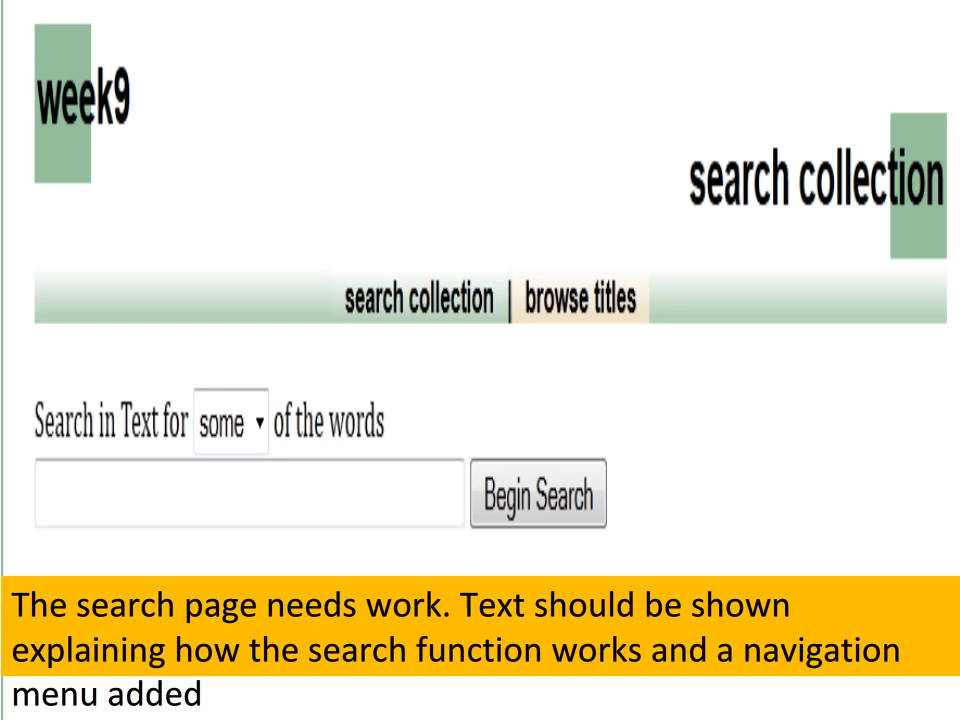 week9
search collection
search collection | browse titles
Search in Text for some of the words
Begin Search
The search page needs work. Text should be shown
explaining how the search function works and a navigation
menu added